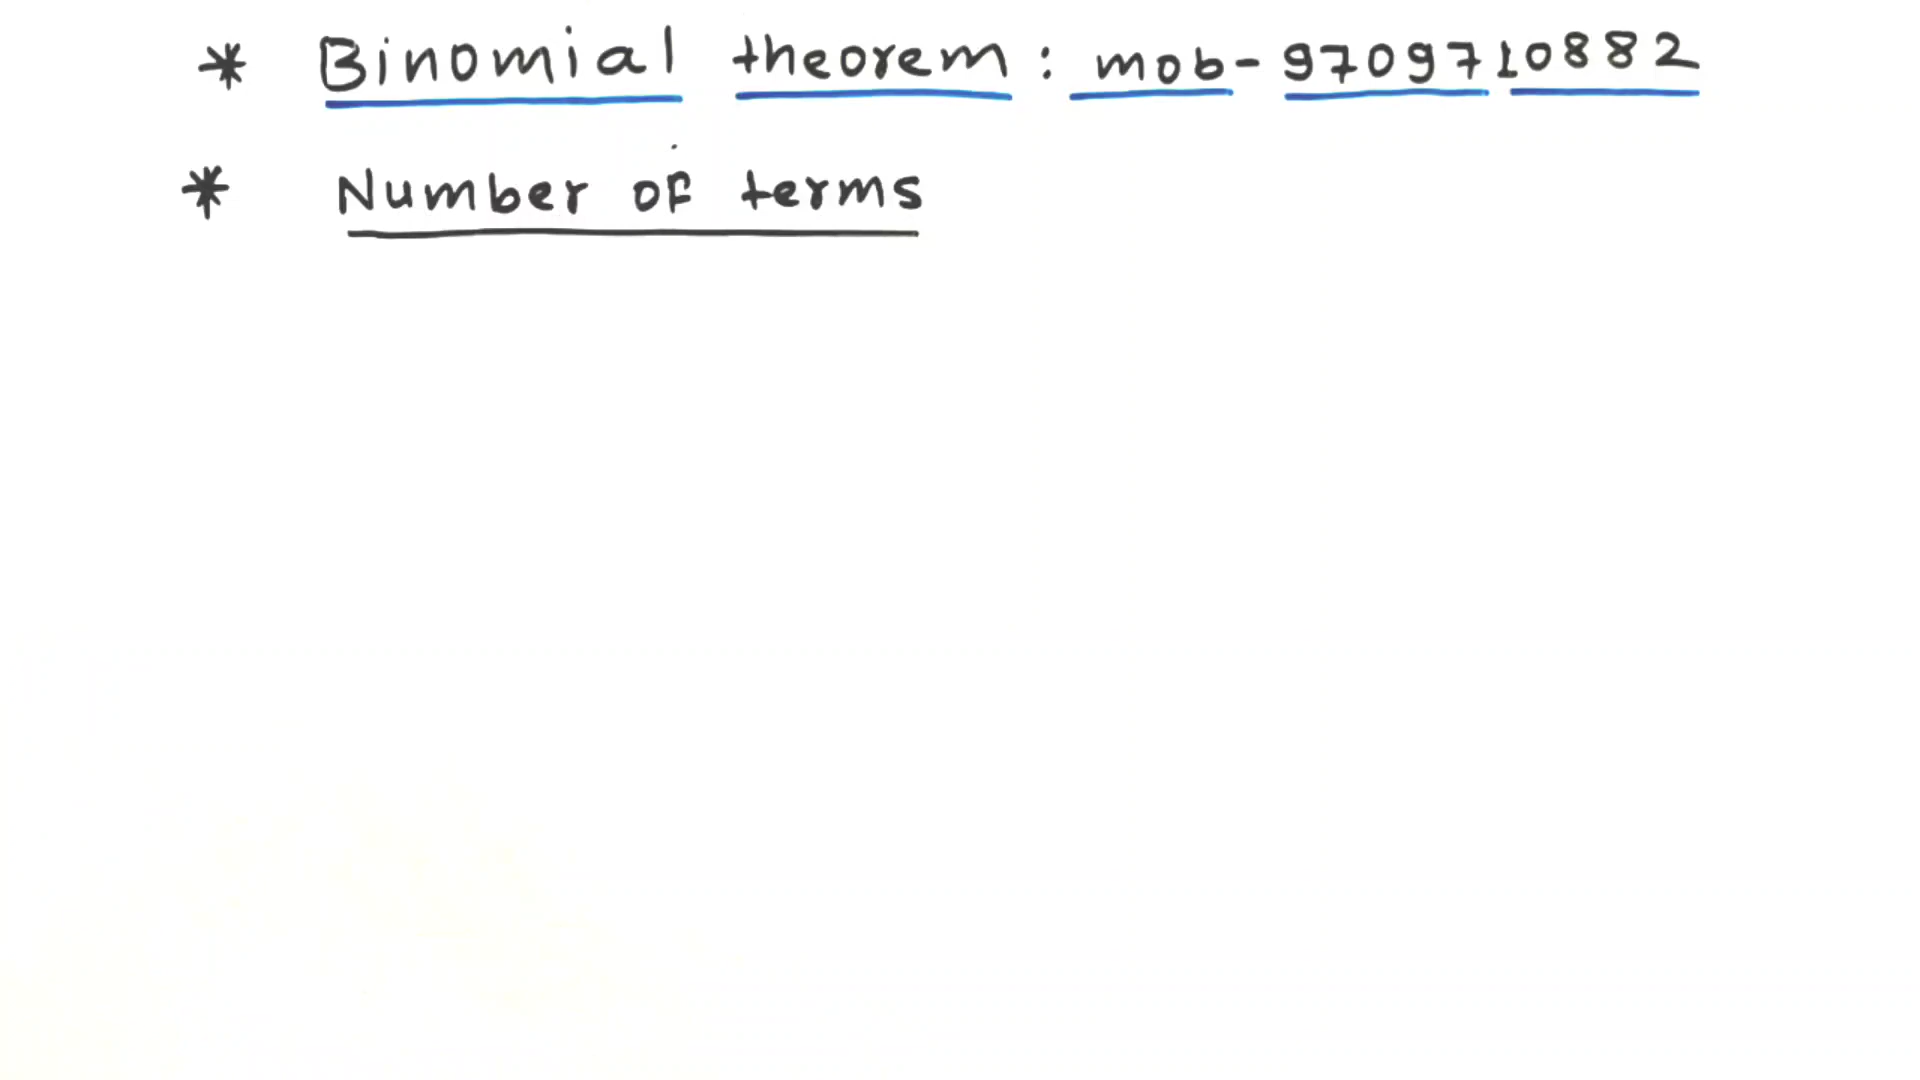 * Binomial theorem : mob-9709710882
* Number of terms